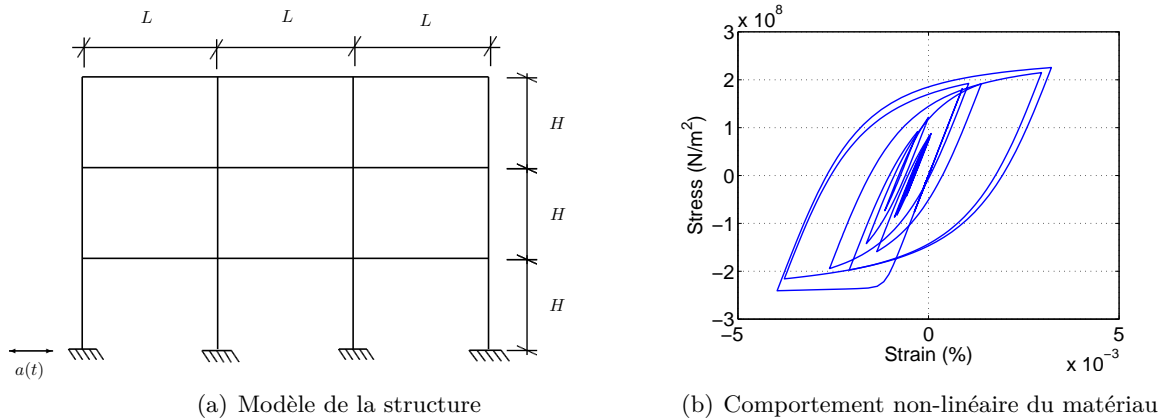 L
L
L
H
H
H
a(t)
(a) Modèle de la structure
x 10^8
3
2
1
0
−1
−2
−3
Stress (N/m²)
−5
0
5
Strain (%)
x 10^−3
(b) Comportement non-linéaire du matériau